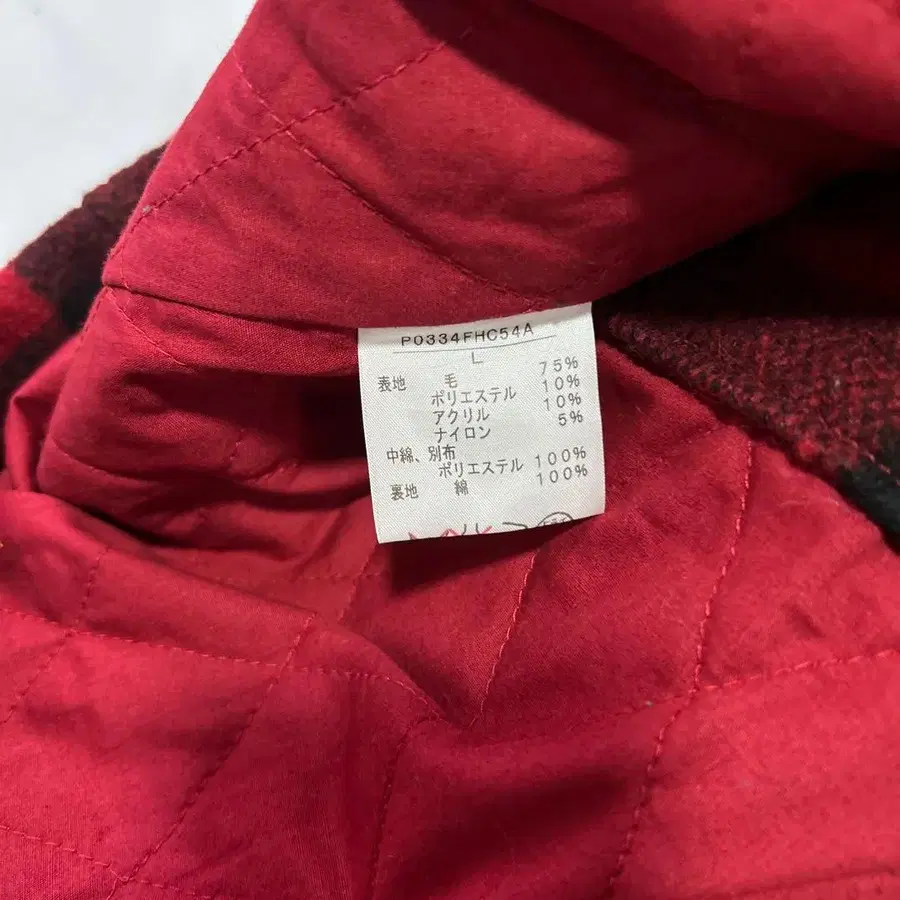 P0334FHC54A
L
表地 毛 75%
ポリエステル 10%
アクリル 10%
ナイロン 5%
中綿、別布
ポリエステル 100%
裏地 綿 100%